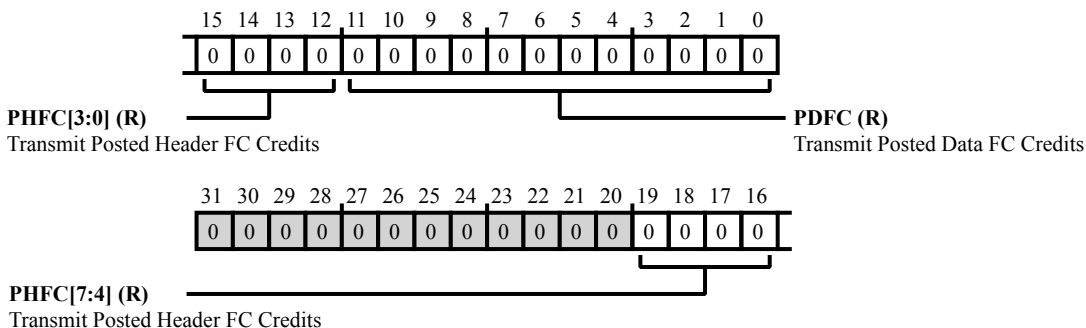 15 14 13 12 11 10 9 8 7 6 5 4 3 2 1 0
0 0 0 0 0 0 0 0 0 0 0 0 0 0 0 0
PHFC[3:0] (R)
Transmit Posted Header FC Credits
PDFC (R)
Transmit Posted Data FC Credits
31 30 29 28 27 26 25 24 23 22 21 20 19 18 17 16
0 0 0 0 0 0 0 0 0 0 0 0 0 0 0 0
PHFC[7:4] (R)
Transmit Posted Header FC Credits